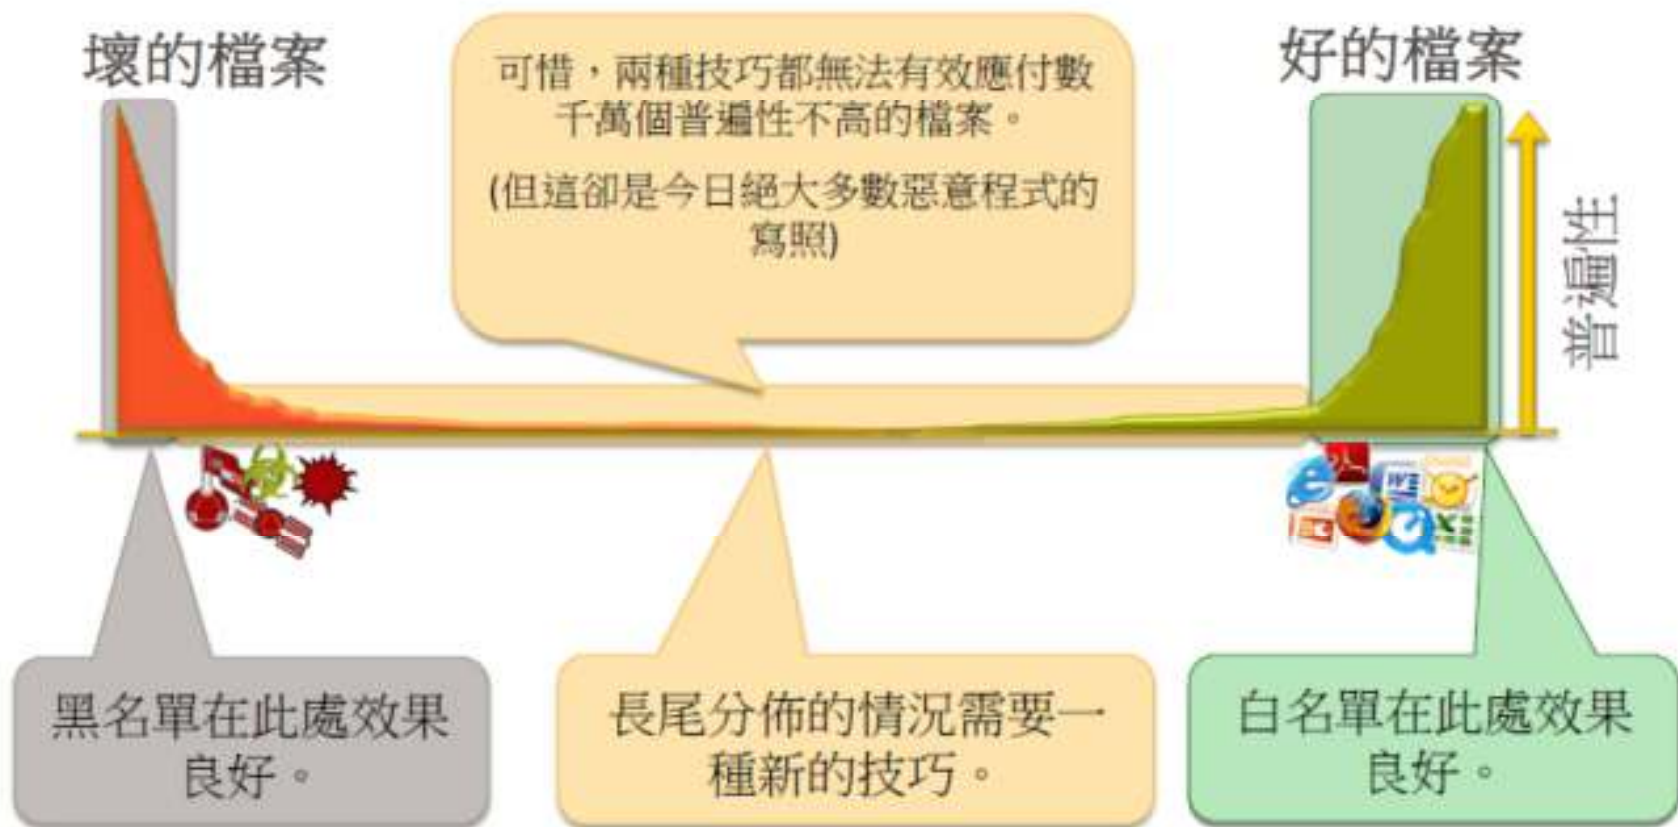 壞的檔案
可惜，兩種技巧都無法有效應付數
千萬個普遍性不高的檔案。
(但這卻是今日絕大多數惡意程式的
寫照)
好的檔案
普遍性
黑名單在此處效果
良好。
長尾分佈的情況需要一
種新的技巧。
白名單在此處效果
良好。